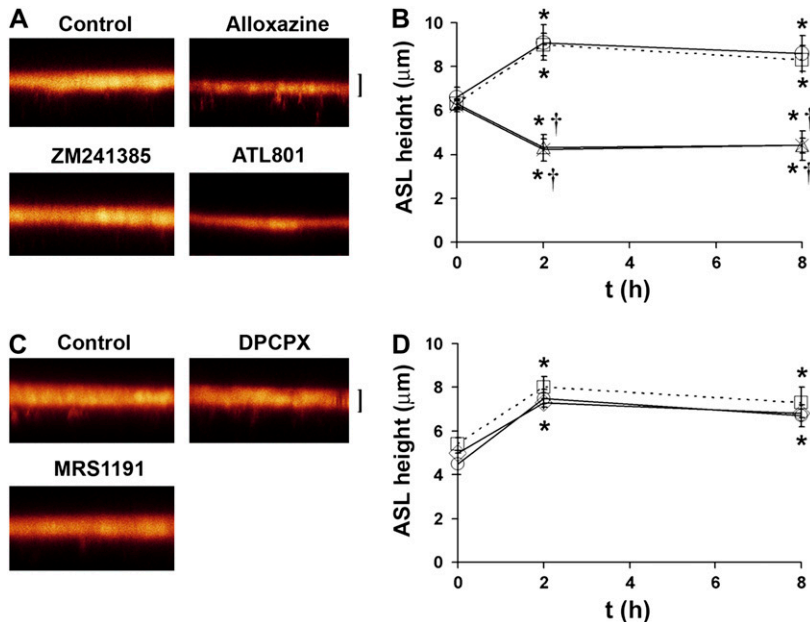 A
Control
Alloxazine
ZM241385
ATL801
B
ASL height (μm)
10
8
6
4
2
0
* *
* *
*† *†
*† *†
0 2 4 6 8
t (h)
C
Control
DPCPX
MRS1191
D
ASL height (μm)
10
8
6
4
2
0
* *
* *
0 2 4 6 8
t (h)